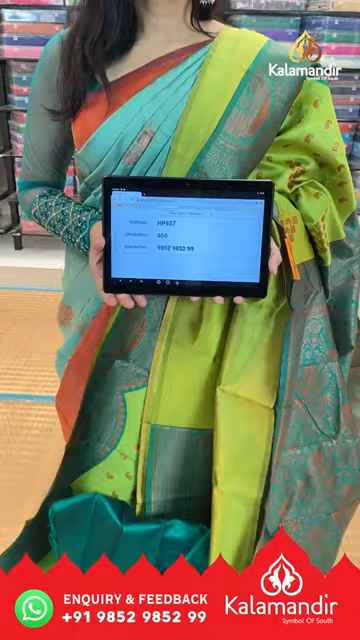 Kalamandir
Symbol Of South
HP657
666
9852 9852 99
ENQUIRY & FEEDBACK
+91 9852 9852 99
Kalamandir
Symbol Of South